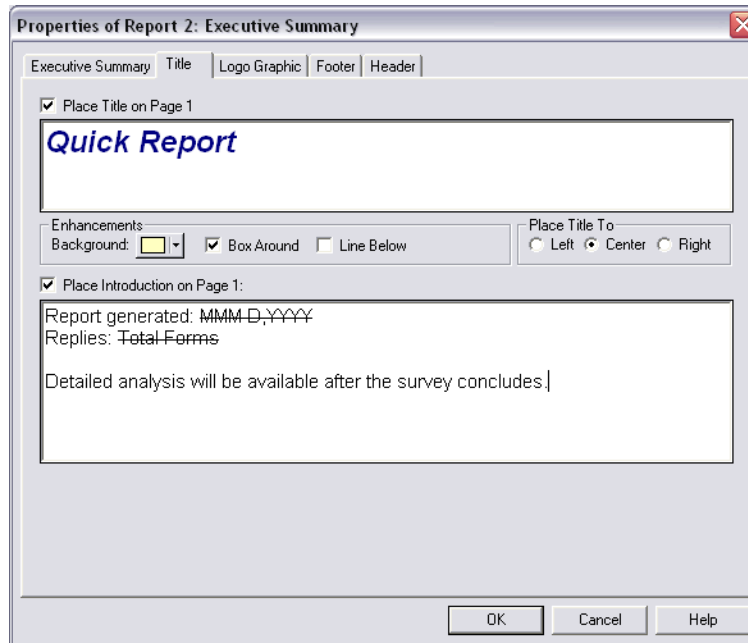 Properties of Report 2: Executive Summary
Executive Summary Title Logo Graphic Footer Header
Place Title on Page 1
Quick Report
Enhancements
Background: Box Around Line Below
Place Title To
Left Center Right
Place Introduction on Page 1:
Report generated: MMM D,YYYY
Replies: Total Forms
Detailed analysis will be available after the survey concludes.
OK Cancel Help